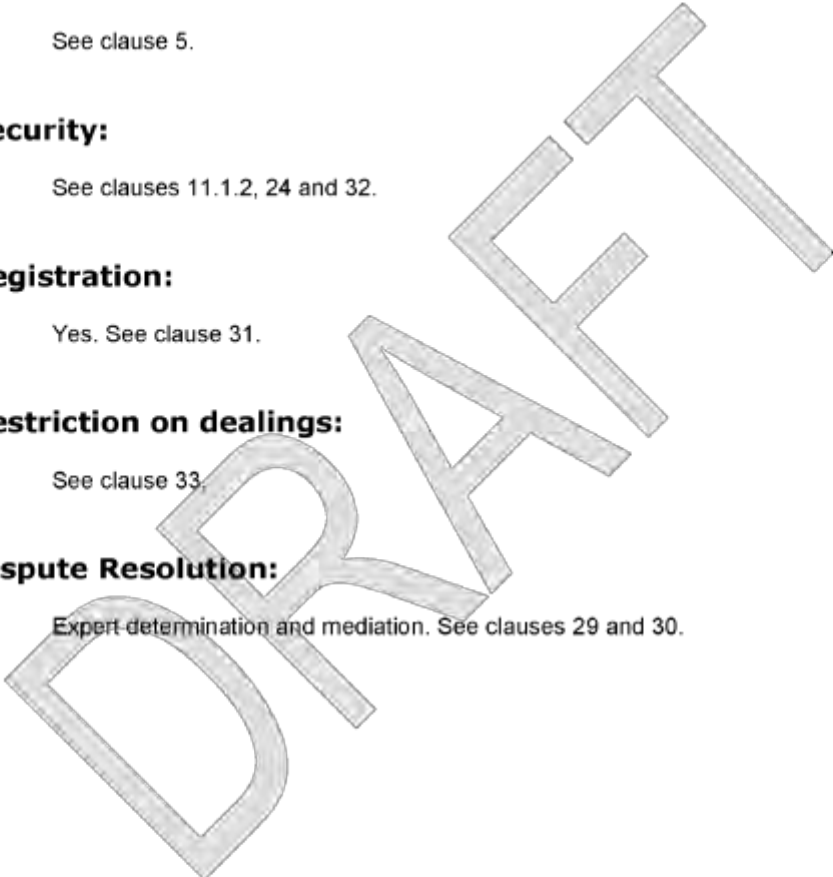 See clause 5.
ecurity:
See clauses 11.1.2, 24 and 32.
egistration:
Yes. See clause 31.
estriction on dealings:
See clause 33.
spute Resolution:
Expert determination and mediation. See clauses 29 and 30.
DRAFT